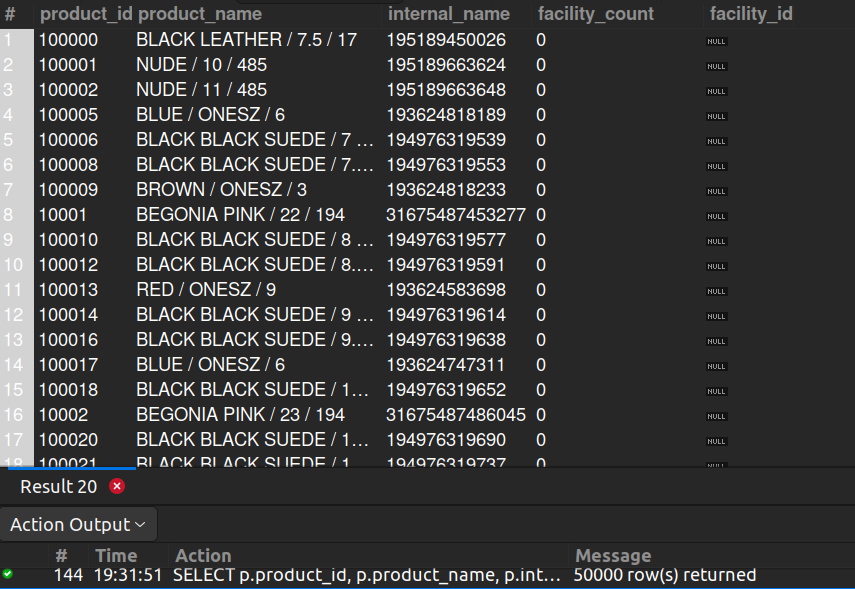 # product_id product_name internal_name facility_count facility_id
1 100000 BLACK LEATHER / 7.5 / 17 195189450026 0 NULL
2 100001 NUDE / 10 / 485 195189663624 0 NULL
3 100002 NUDE / 11 / 485 195189663648 0 NULL
4 100005 BLUE / ONESZ / 6 193624818189 0 NULL
5 100006 BLACK BLACK SUEDE / 7 ... 194976319539 0 NULL
6 100008 BLACK BLACK SUEDE / 7.... 194976319553 0 NULL
7 100009 BROWN / ONESZ / 3 193624818233 0 NULL
8 10001 BEGONIA PINK / 22 / 194 31675487453277 0 NULL
9 100010 BLACK BLACK SUEDE / 8 ... 194976319577 0 NULL
10 100012 BLACK BLACK SUEDE / 8.... 194976319591 0 NULL
11 100013 RED / ONESZ / 9 193624583698 0 NULL
12 100014 BLACK BLACK SUEDE / 9 ... 194976319614 0 NULL
13 100016 BLACK BLACK SUEDE / 9.... 194976319638 0 NULL
14 100017 BLUE / ONESZ / 6 193624747311 0 NULL
15 100018 BLACK BLACK SUEDE / 1... 194976319652 0 NULL
16 10002 BEGONIA PINK / 23 / 194 31675487486045 0 NULL
17 100020 BLACK BLACK SUEDE / 1... 194976319690 0 NULL
18 100021 BLACK BLACK SUEDE / 1... 194976319737 0 NULL
Result 20
Action Output
# Time Action Message
144 19:31:51 SELECT p.product_id, p.product_name, p.int... 50000 row(s) returned